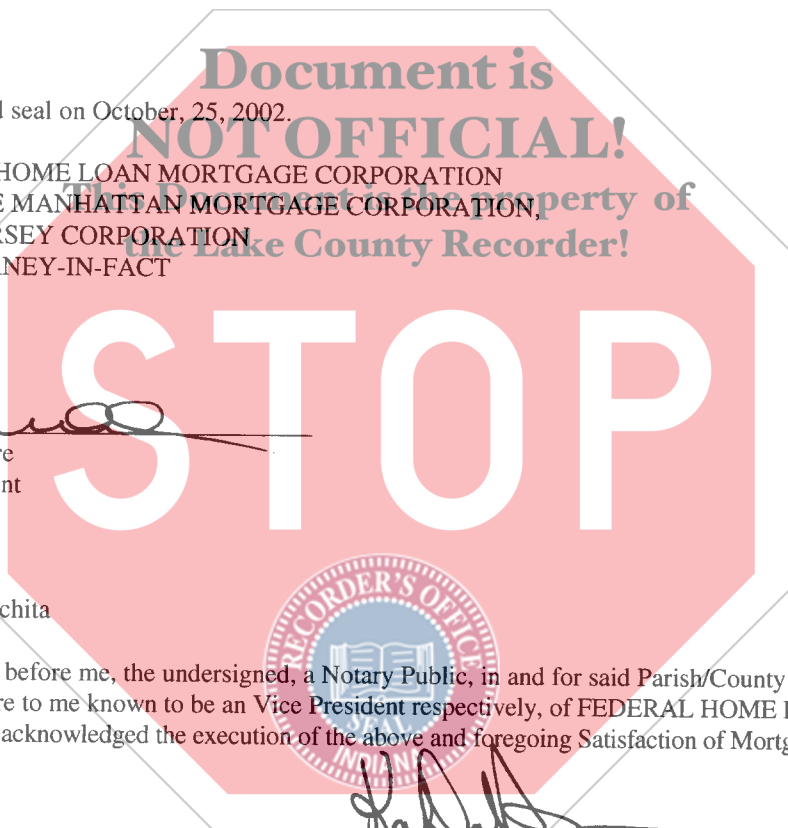 Document is
d seal on October, 25, 2002.
NOT OFFICIAL!
HOME LOAN MORTGAGE CORPORATION
This Document is the property of
E MANHATTAN MORTGAGE CORPORATION,
RSEY CORPORATION
the Lake County Recorder!
NEY-IN-FACT
STOP
re
nt
RECORDER'S OFFICE
chita
before me, the undersigned, a Notary Public, in and for said Parish/County
re to me known to be an Vice President respectively, of FEDERAL HOME
SEAL
acknowledged the execution of the above and foregoing Satisfaction of Mortg
INDIANA